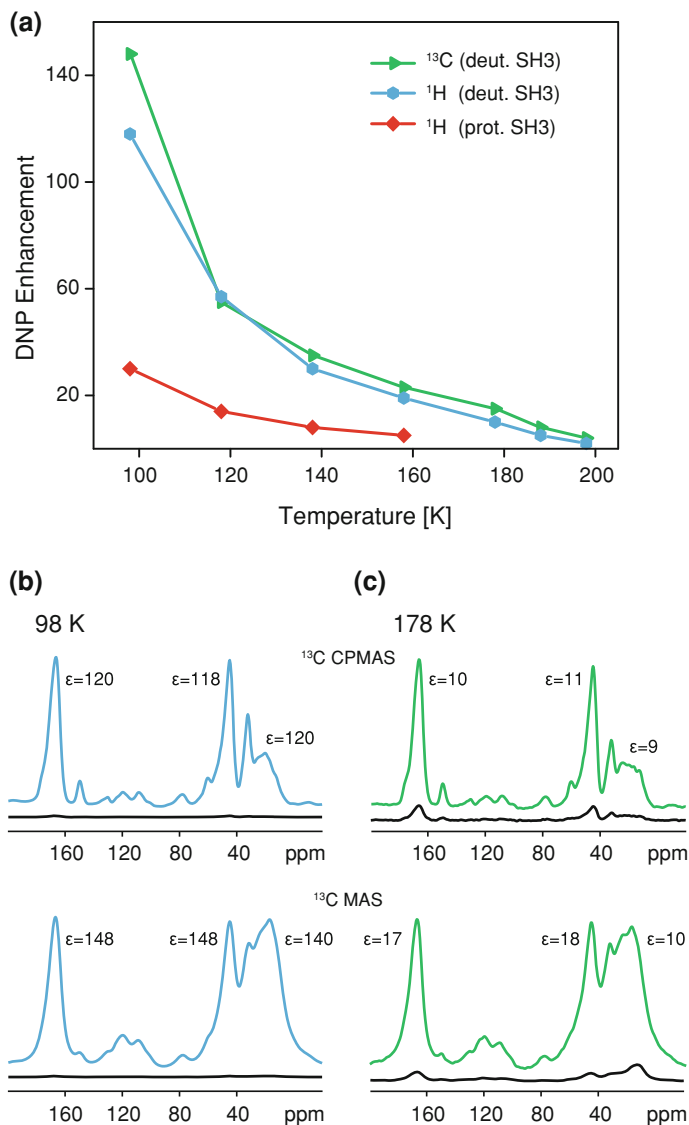 (a)
140
100
60
20
DNP Enhancement
¹³C (deut. SH3)
¹H (deut. SH3)
¹H (prot. SH3)
100 120 140 160 180 200
Temperature [K]
(b)
(c)
98 K
178 K
¹³C CPMAS
ε=120
ε=118
ε=120
ε=10
ε=11
ε=9
160 120 80 40 ppm
160 120 80 40 ppm
¹³C MAS
ε=148
ε=148
ε=140
ε=17
ε=18
ε=10
160 120 80 40 ppm
160 120 80 40 ppm